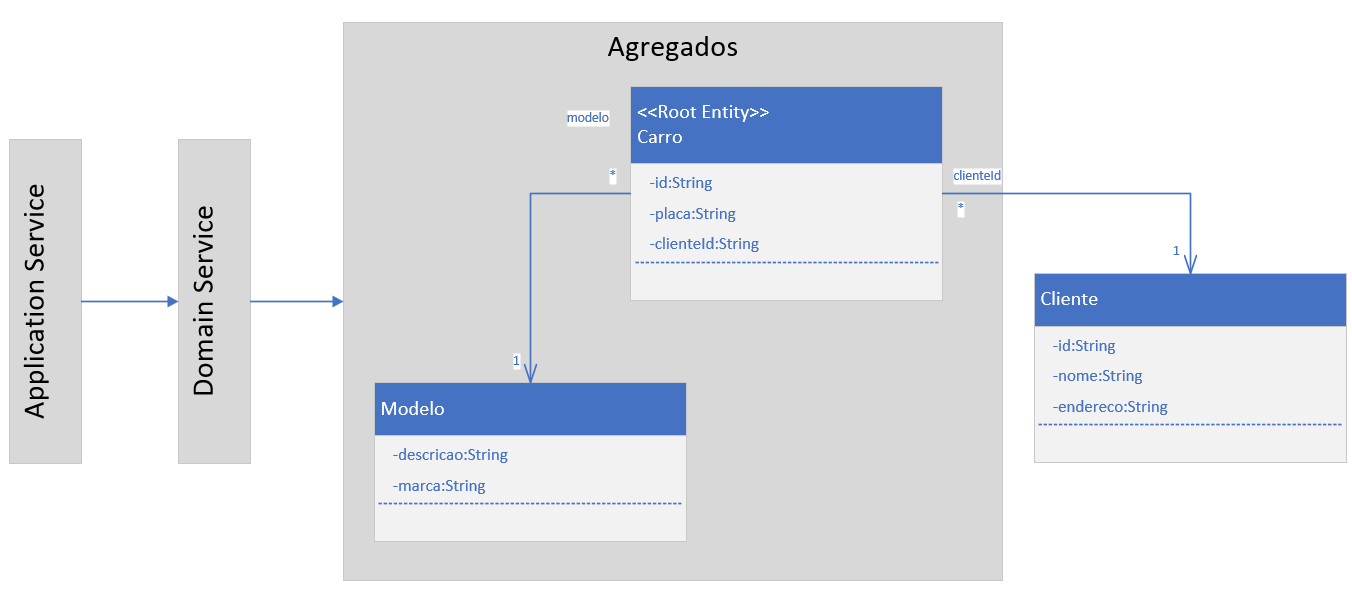 Agregados
Application Service
Domain Service
modelo
*
<<Root Entity>>
Carro
-id:String
-placa:String
-clienteId:String
clienteId
*
1
1
Modelo
-descricao:String
-marca:String
Cliente
-id:String
-nome:String
-endereco:String